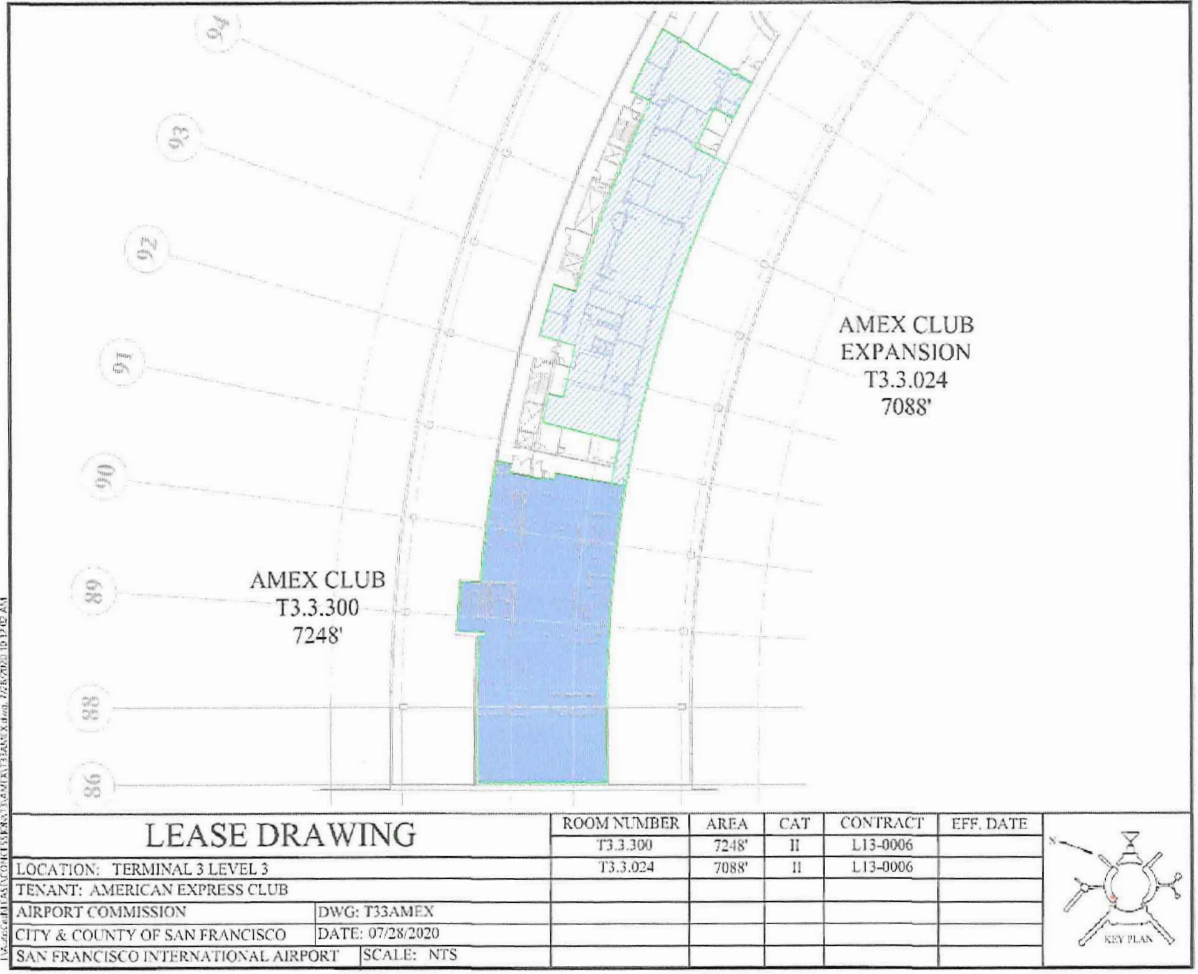 94
93
92
91
90
89
88
86
AMEX CLUB
EXPANSION
T3.3.024
7088'
AMEX CLUB
T3.3.300
7248'
LEASE DRAWING
LOCATION: TERMINAL 3 LEVEL 3
TENANT: AMERICAN EXPRESS CLUB
AIRPORT COMMISSION DWG: T33AMEX
CITY & COUNTY OF SAN FRANCISCO DATE: 07/28/2020
SAN FRANCISCO INTERNATIONAL AIRPORT SCALE: NTS
ROOM NUMBER AREA CAT CONTRACT EFF. DATE
T3.3.300 7248' II L13-0006
T3.3.024 7088' II L13-0006
N
KEY PLAN